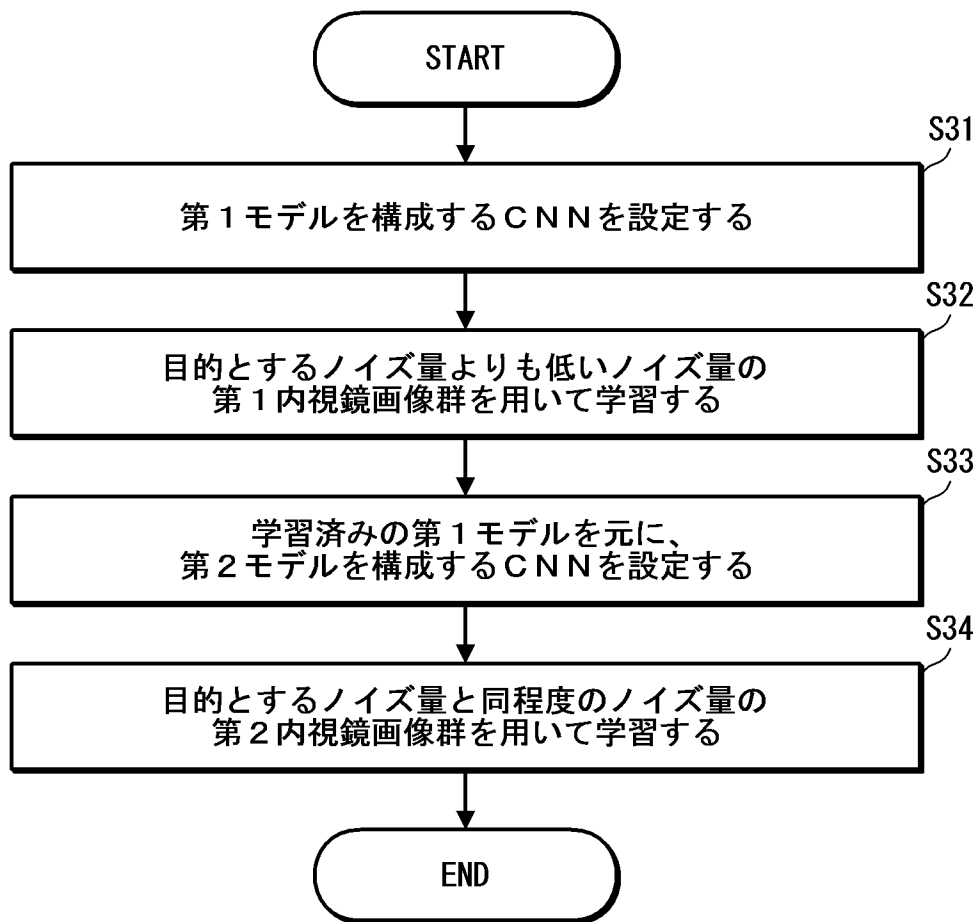 START
S31
第１モデルを構成するＣＮＮを設定する
S32
目的とするノイズ量よりも低いノイズ量の
第１内視鏡画像群を用いて学習する
S33
学習済みの第１モデルを元に、
第２モデルを構成するＣＮＮを設定する
S34
目的とするノイズ量と同程度のノイズ量の
第２内視鏡画像群を用いて学習する
END